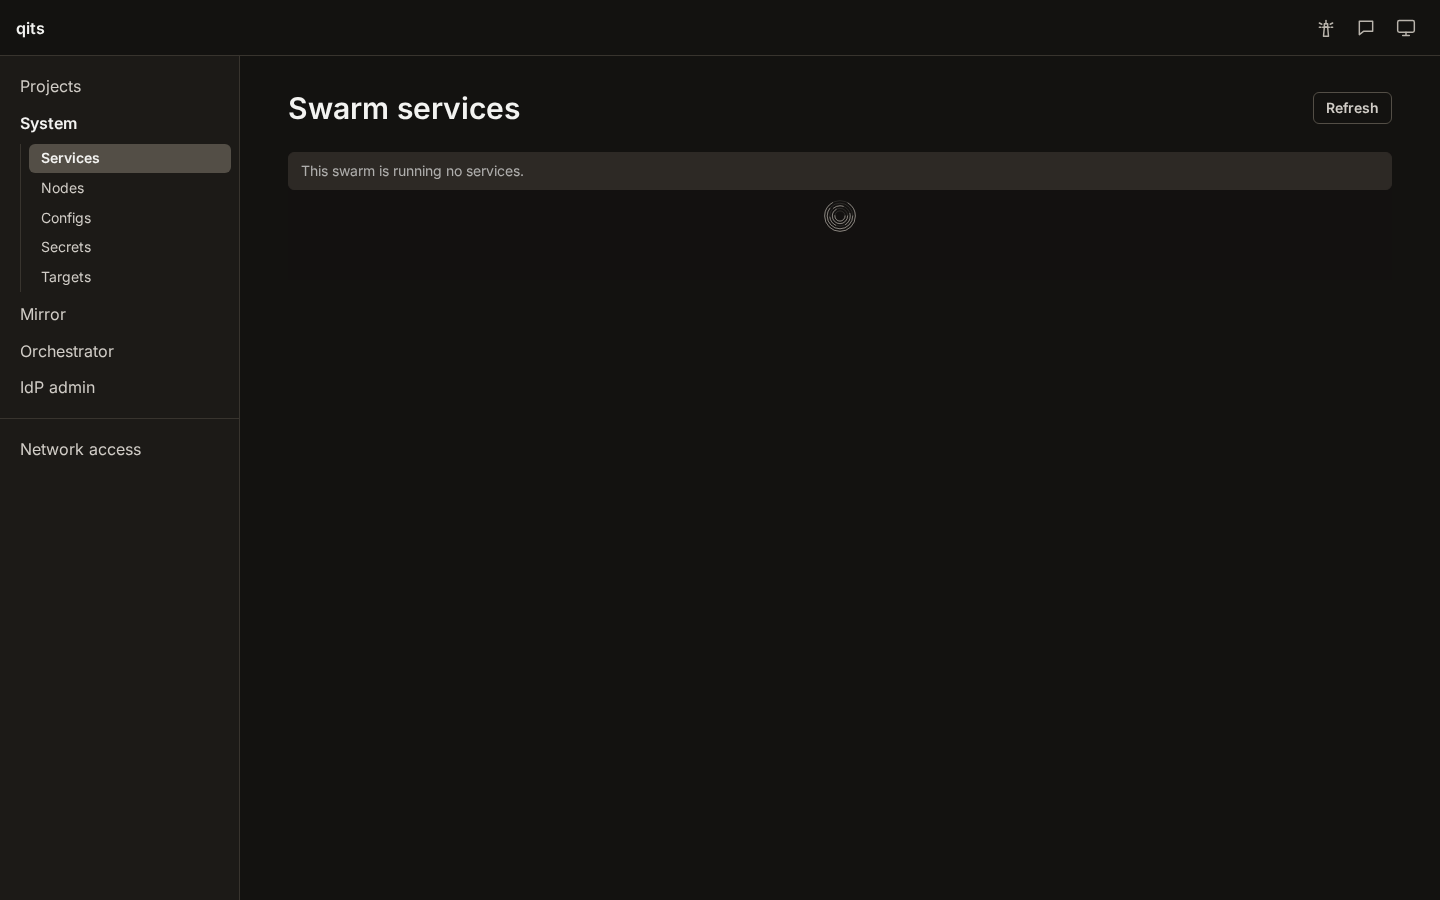 qits
Projects
System
Services
Nodes
Configs
Secrets
Targets
Mirror
Orchestrator
IdP admin
Network access
Swarm services
Refresh
This swarm is running no services.